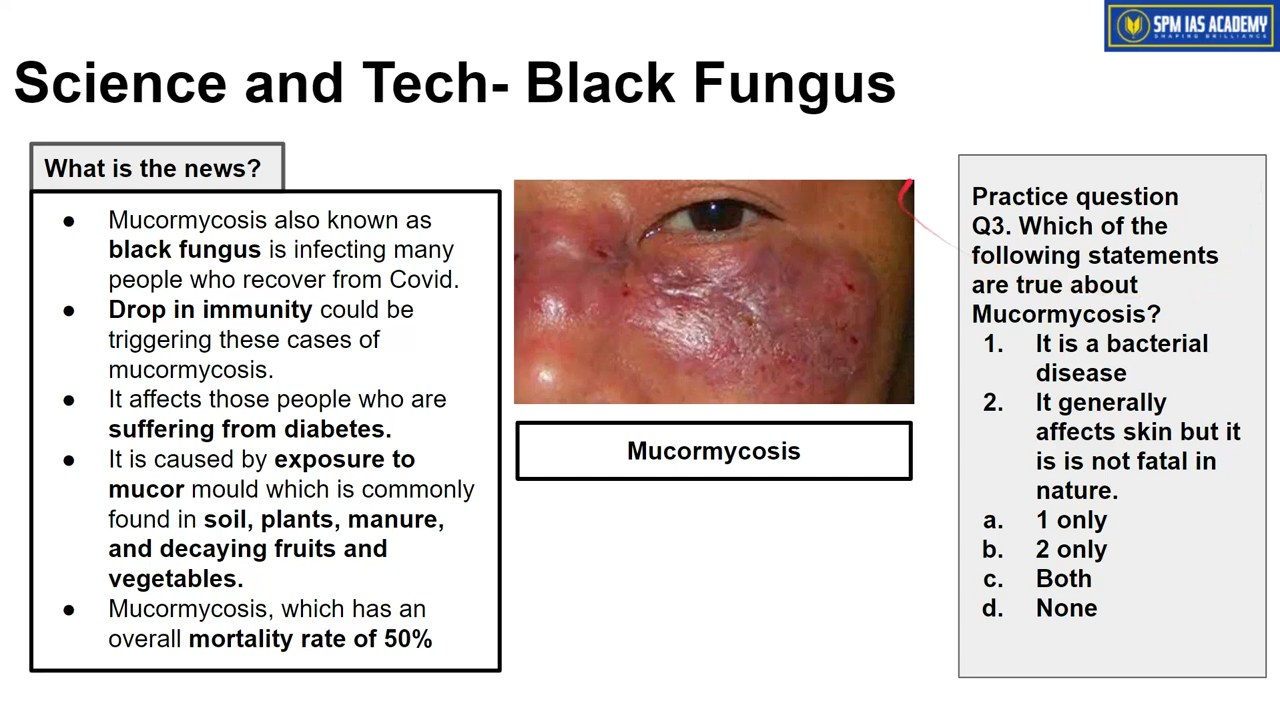 SPM IAS ACADEMY
SHAPING BRILLIANCE
Science and Tech- Black Fungus
What is the news?
● Mucormycosis also known as
black fungus is infecting many
people who recover from Covid.
● Drop in immunity could be
triggering these cases of
mucormycosis.
● It affects those people who are
suffering from diabetes.
● It is caused by exposure to
mucor mould which is commonly
found in soil, plants, manure,
and decaying fruits and
vegetables.
● Mucormycosis, which has an
overall mortality rate of 50%
Mucormycosis
Practice question
Q3. Which of the
following statements
are true about
Mucormycosis?
1. It is a bacterial
disease
2. It generally
affects skin but it
is is not fatal in
nature.
a. 1 only
b. 2 only
c. Both
d. None